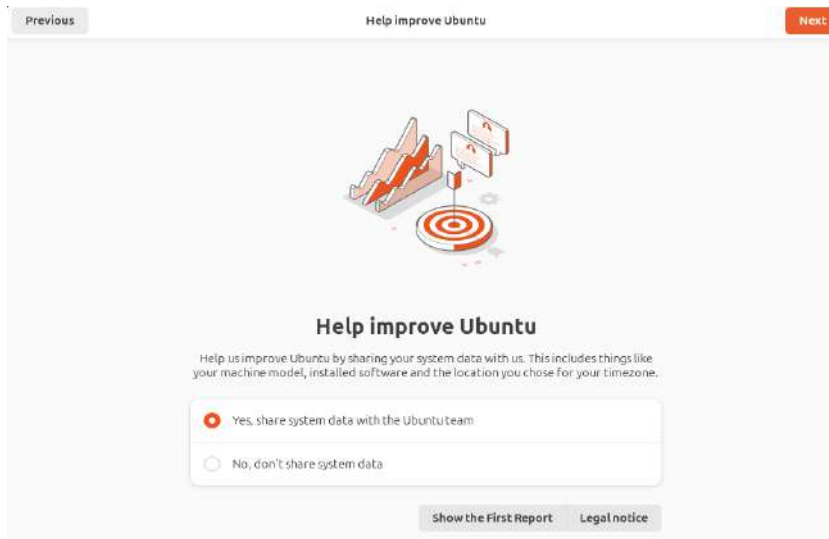 Previous
Help improve Ubuntu
Next
Help improve Ubuntu
Help us improve Ubuntu by sharing your system data with us. This includes things like
your machine model, installed software and the location you chose for your timezone.
Yes, share system data with the Ubuntu team
No, don't share system data
Show the First Report
Legal notice